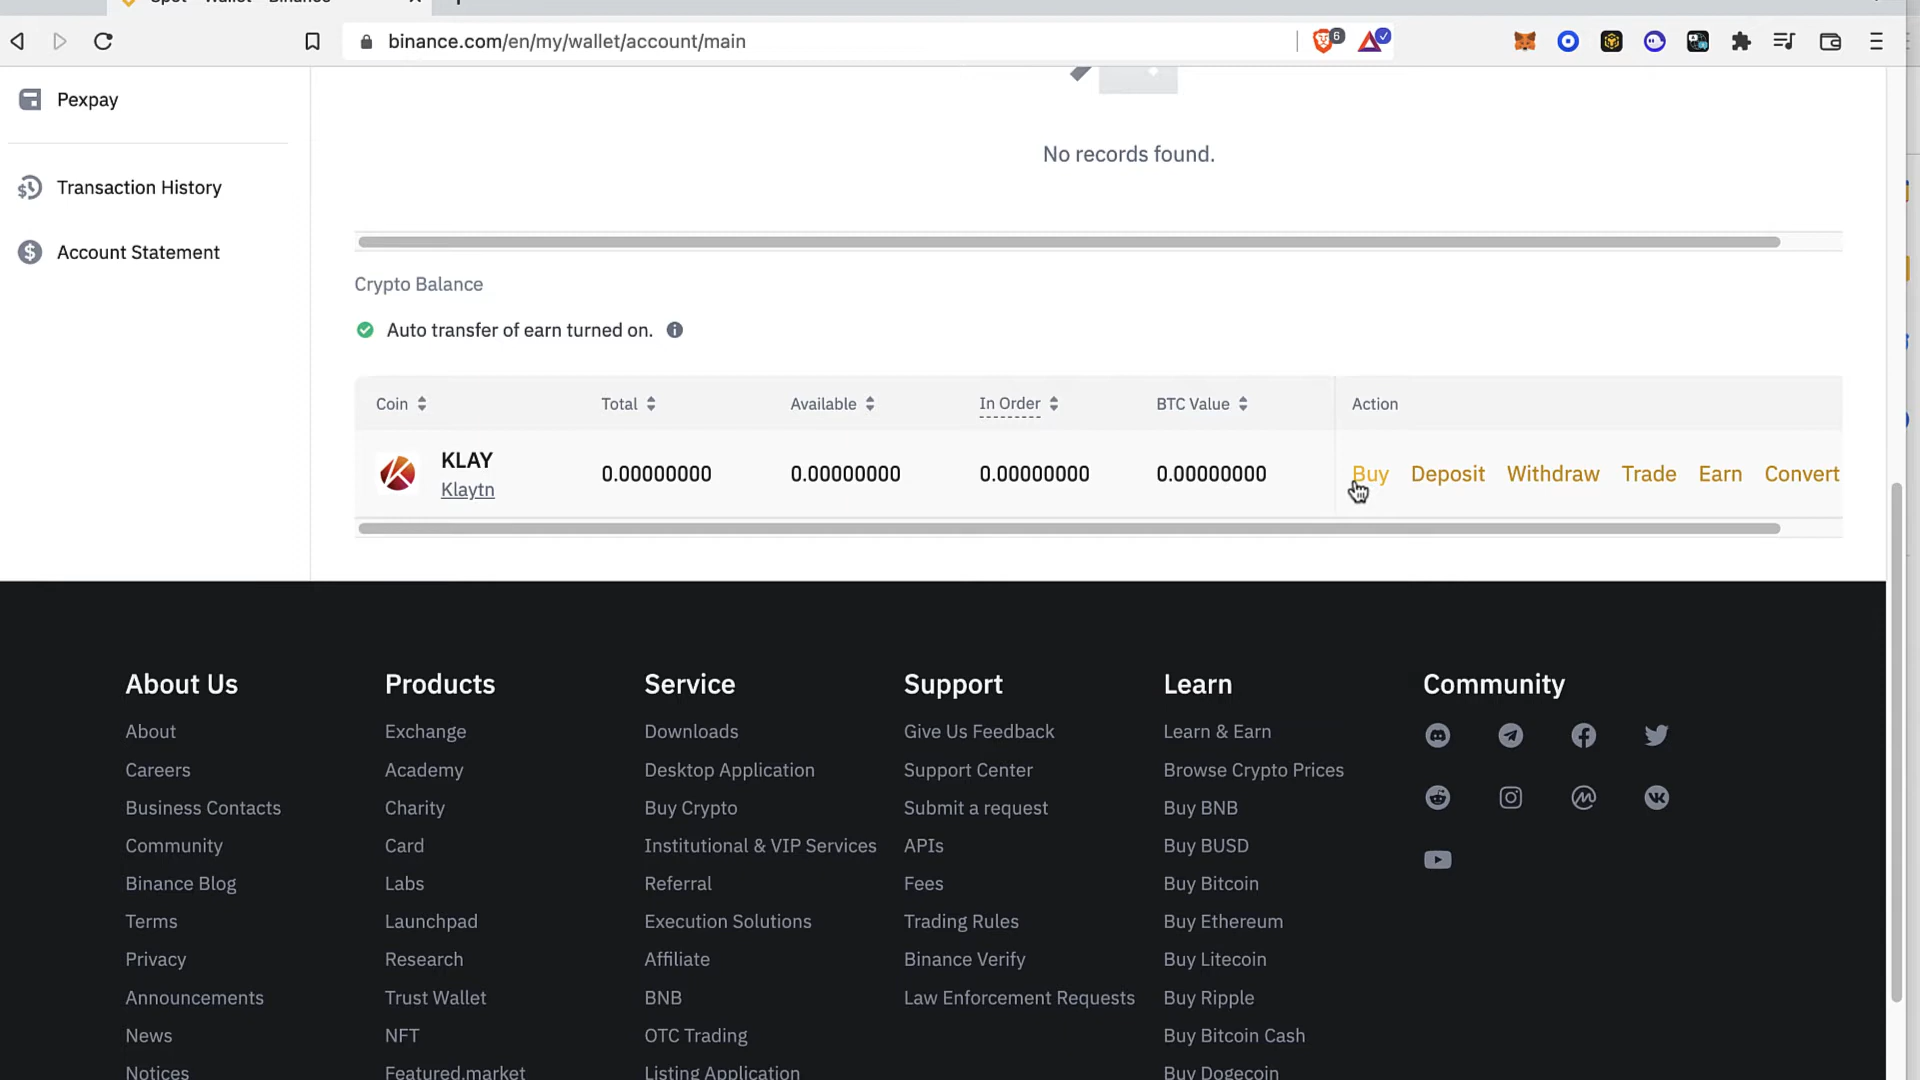 Spot - Wallet - Binance
binance.com/en/my/wallet/account/main
6
Pexpay
Transaction History
Account Statement
No records found.
Crypto Balance
Auto transfer of earn turned on.
Coin Total Available In Order BTC Value Action
KLAY
Klaytn
0.00000000 0.00000000 0.00000000 0.00000000 Buy Deposit Withdraw Trade Earn Convert
About Us
About
Careers
Business Contacts
Community
Binance Blog
Terms
Privacy
Announcements
News
Notices
Products
Exchange
Academy
Charity
Card
Labs
Launchpad
Research
Trust Wallet
NFT
Featured.market
Service
Downloads
Desktop Application
Buy Crypto
Institutional & VIP Services
Referral
Execution Solutions
Affiliate
BNB
OTC Trading
Listing Application
Support
Give Us Feedback
Support Center
Submit a request
APIs
Fees
Trading Rules
Binance Verify
Law Enforcement Requests
Learn
Learn & Earn
Browse Crypto Prices
Buy BNB
Buy BUSD
Buy Bitcoin
Buy Ethereum
Buy Litecoin
Buy Ripple
Buy Bitcoin Cash
Buy Dogecoin
Community